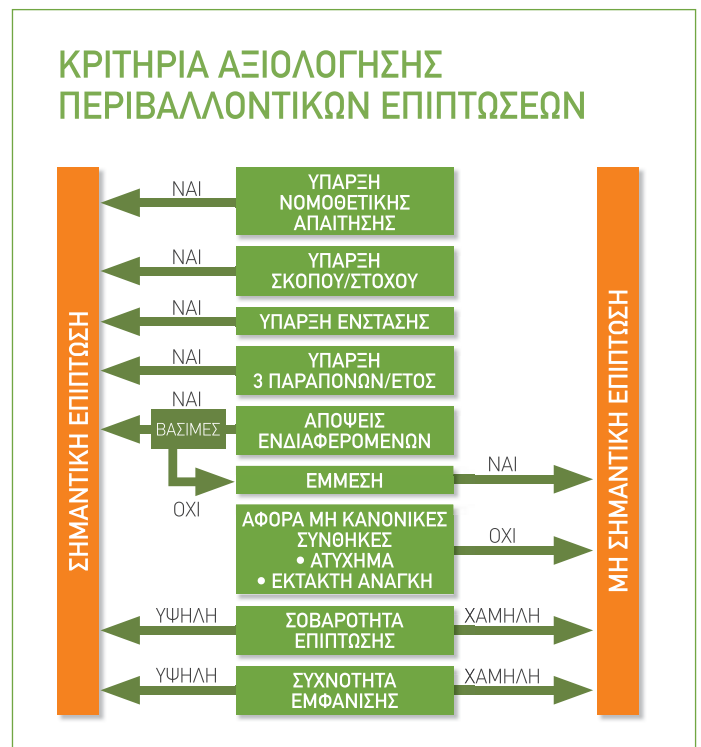 ΚΡΙΤΗΡΙΑ ΑΞΙΟΛΟΓΗΣΗΣ
ΠΕΡΙΒΑΛΛΟΝΤΙΚΩΝ ΕΠΙΠΤΩΣΕΩΝ
ΣΗΜΑΝΤΙΚΗ ΕΠΙΠΤΩΣΗ
ΝΑΙ
ΥΠΑΡΞΗ
ΝΟΜΟΘΕΤΙΚΗΣ
ΑΠΑΙΤΗΣΗΣ
ΝΑΙ
ΥΠΑΡΞΗ
ΣΚΟΠΟΥ/ΣΤΟΧΟΥ
ΝΑΙ
ΥΠΑΡΞΗ ΕΝΣΤΑΣΗΣ
ΝΑΙ
ΥΠΑΡΞΗ
3 ΠΑΡΑΠΟΝΩΝ/ΕΤΟΣ
ΝΑΙ
ΒΑΣΙΜΕΣ
ΑΠΟΨΕΙΣ
ΕΝΔΙΑΦΕΡΟΜΕΝΩΝ
ΟΧΙ
ΕΜΜΕΣΗ
ΝΑΙ
ΑΦΟΡΑ ΜΗ ΚΑΝΟΝΙΚΕΣ
ΣΥΝΘΗΚΕΣ
• ΑΤΥΧΗΜΑ
• ΕΚΤΑΚΤΗ ΑΝΑΓΚΗ
ΟΧΙ
ΥΨΗΛΗ
ΣΟΒΑΡΟΤΗΤΑ
ΕΠΙΠΤΩΣΗΣ
ΧΑΜΗΛΗ
ΥΨΗΛΗ
ΣΥΧΝΟΤΗΤΑ
ΕΜΦΑΝΙΣΗΣ
ΧΑΜΗΛΗ
ΜΗ ΣΗΜΑΝΤΙΚΗ ΕΠΙΠΤΩΣΗ